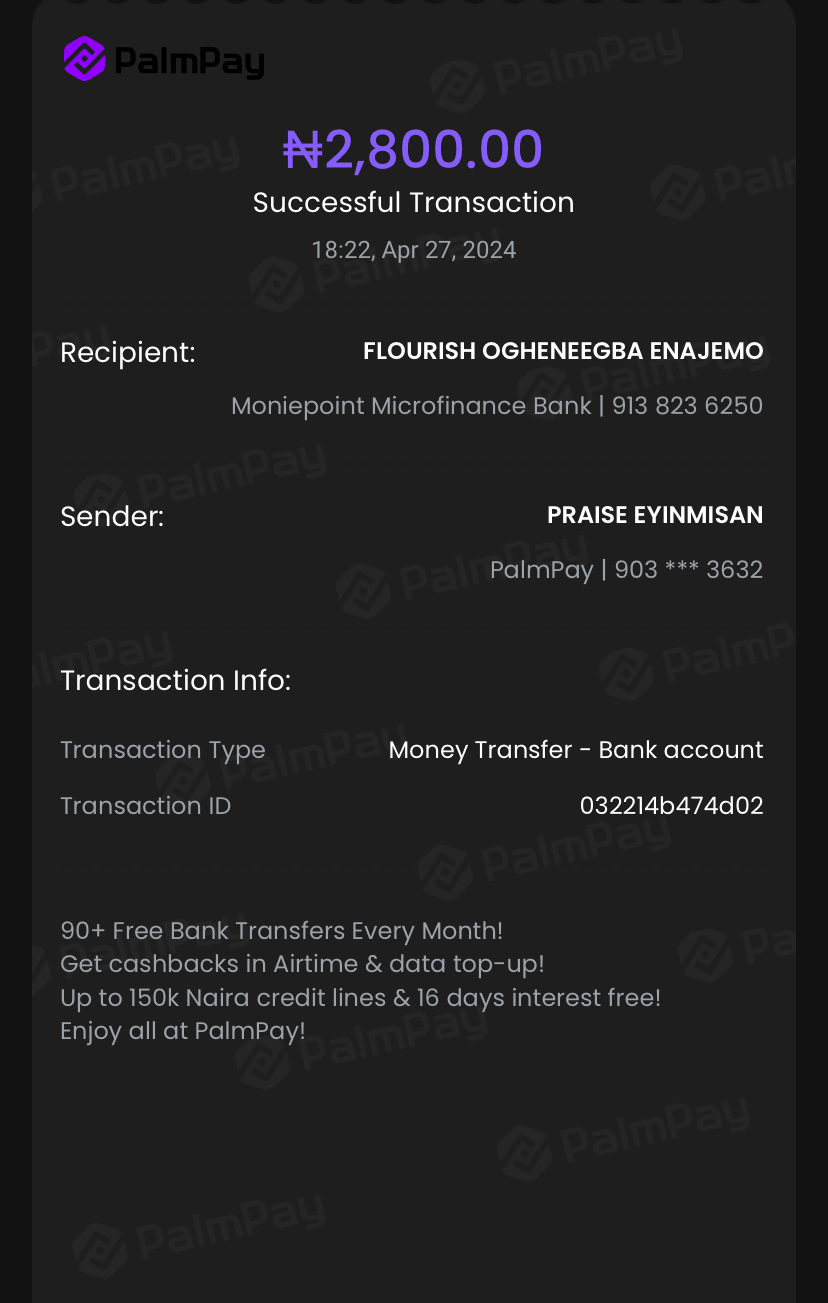 PalmPay
₦2,800.00
Successful Transaction
18:22, Apr 27, 2024
Recipient: FLOURISH OGHENEEGBA ENAJEMO
Moniepoint Microfinance Bank | 913 823 6250
Sender: PRAISE EYINMISAN
PalmPay | 903 *** 3632
Transaction Info:
Transaction Type Money Transfer - Bank account
Transaction ID 032214b474d02
90+ Free Bank Transfers Every Month!
Get cashbacks in Airtime & data top-up!
Up to 150k Naira credit lines & 16 days interest free!
Enjoy all at PalmPay!